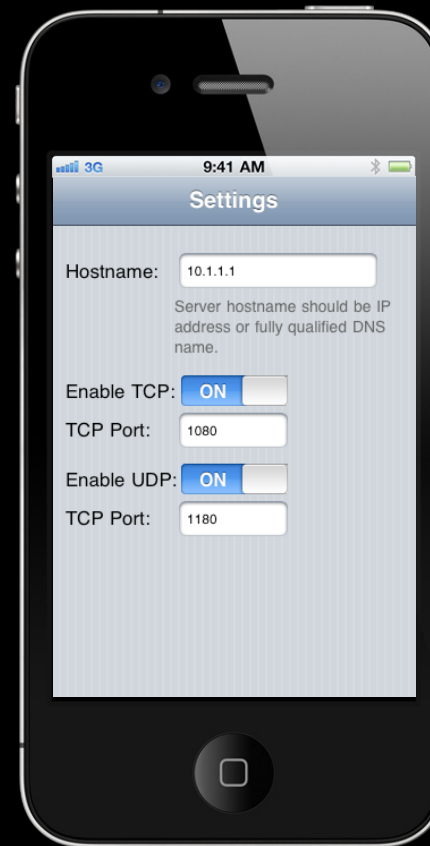 3G 9:41 AM
Settings
Hostname: 10.1.1.1
Server hostname should be IP
address or fully qualified DNS
name.
Enable TCP: ON
TCP Port: 1080
Enable UDP: ON
TCP Port: 1180